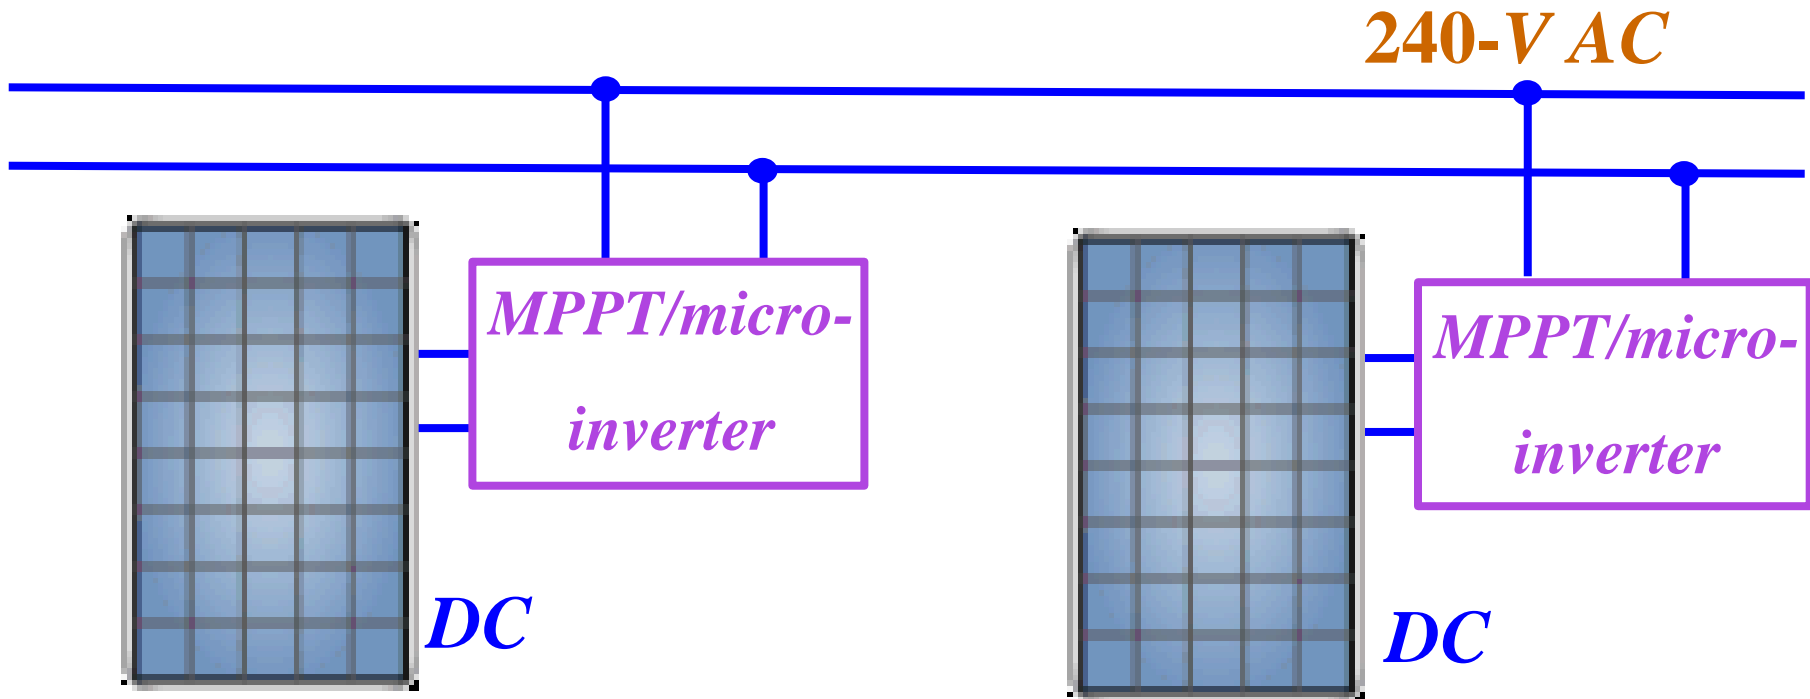 240-V AC
MPPT/micro-
inverter
DC
MPPT/micro-
inverter
DC